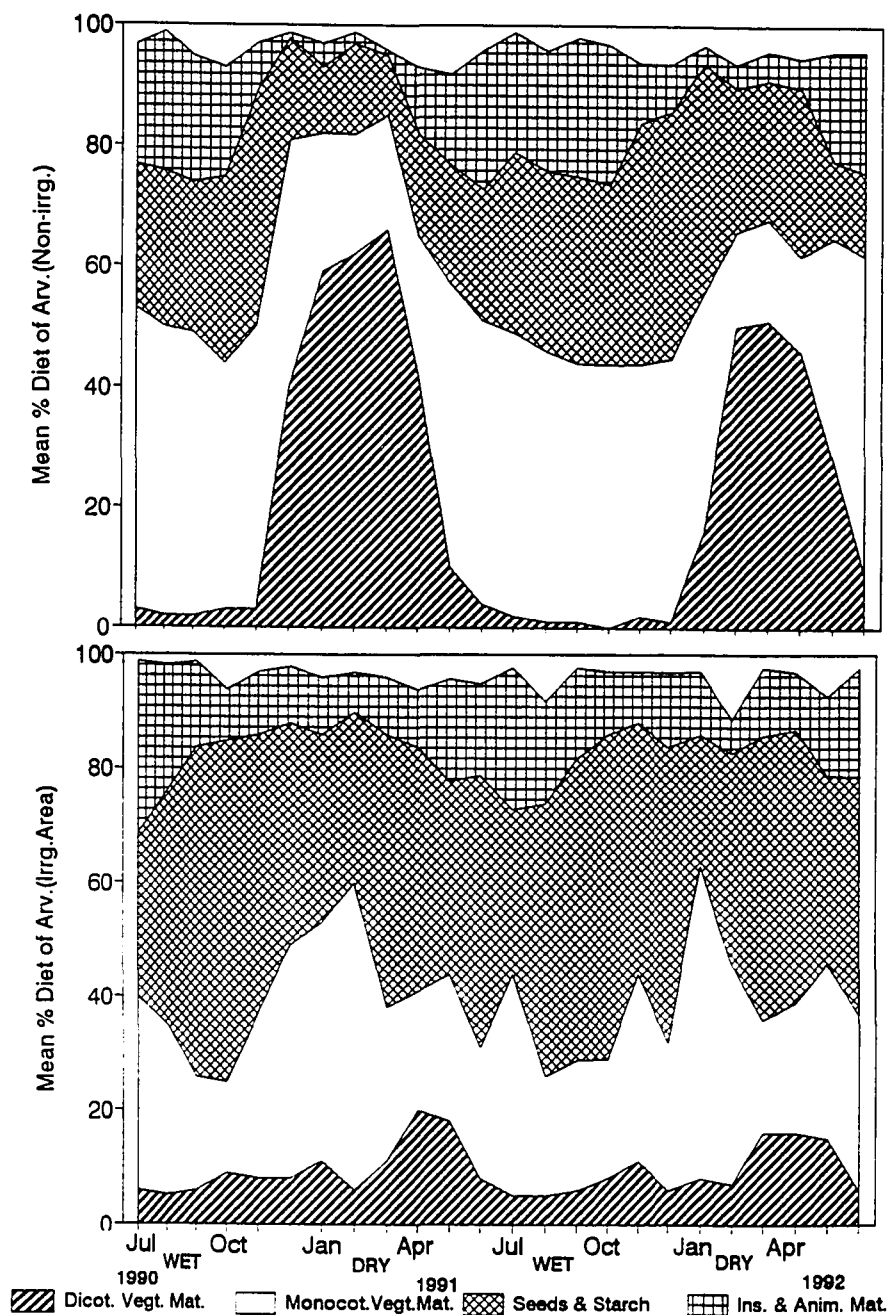 Mean % Diet of Arv.(Non-irrg.)
100
80
60
40
20
0
Mean % Diet of Arv.(Irrg.Area)
100
80
60
40
20
0
Jul Oct Jan Apr Jul Oct Jan Apr
WET DRY WET DRY
1990 1991 1992
Dicot. Vegt. Mat. Monocot.Vegt.Mat. Seeds & Starch Ins. & Anim. Mat.